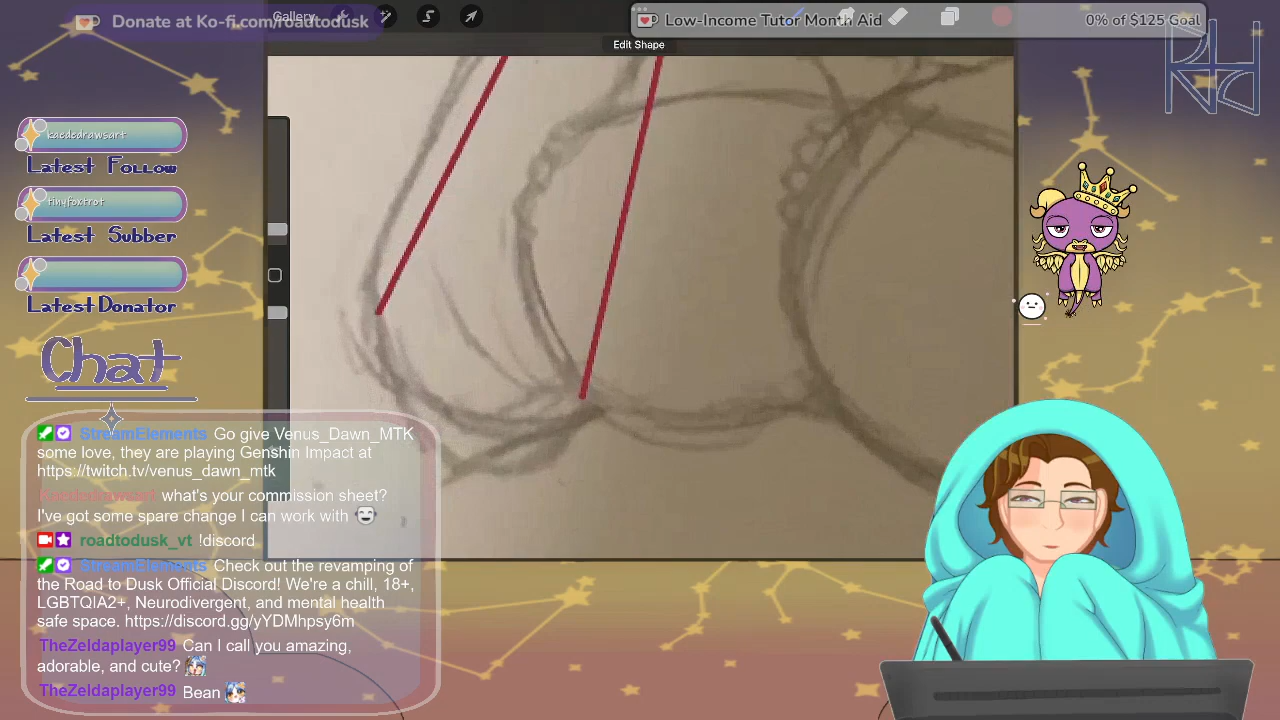 Donate at Ko-fi.com/roadtodusk
Gallery
Low-Income Tutor Month Aid
0% of $125 Goal
Edit Shape
kaededrawsart
Latest Follow
tinyfoxtrot
Latest Subber
Latest Donator
Chat
StreamElements Go give Venus_Dawn_MTK
some love, they are playing Genshin Impact at
https://twitch.tv/venus_dawn_mtk
what's your commission sheet?
I've got some spare change I can work with
roadtodusk_vt !discord
StreamElements Check out the revamping of
the Road to Dusk Official Discord! We're a chill, 18+,
LGBTQIA2+, Neurodivergent, and mental health
safe space. https://discord.gg/yYDMhpsy6m
TheZeldaplayer99 Can I call you amazing,
adorable, and cute?
TheZeldaplayer99 Bean